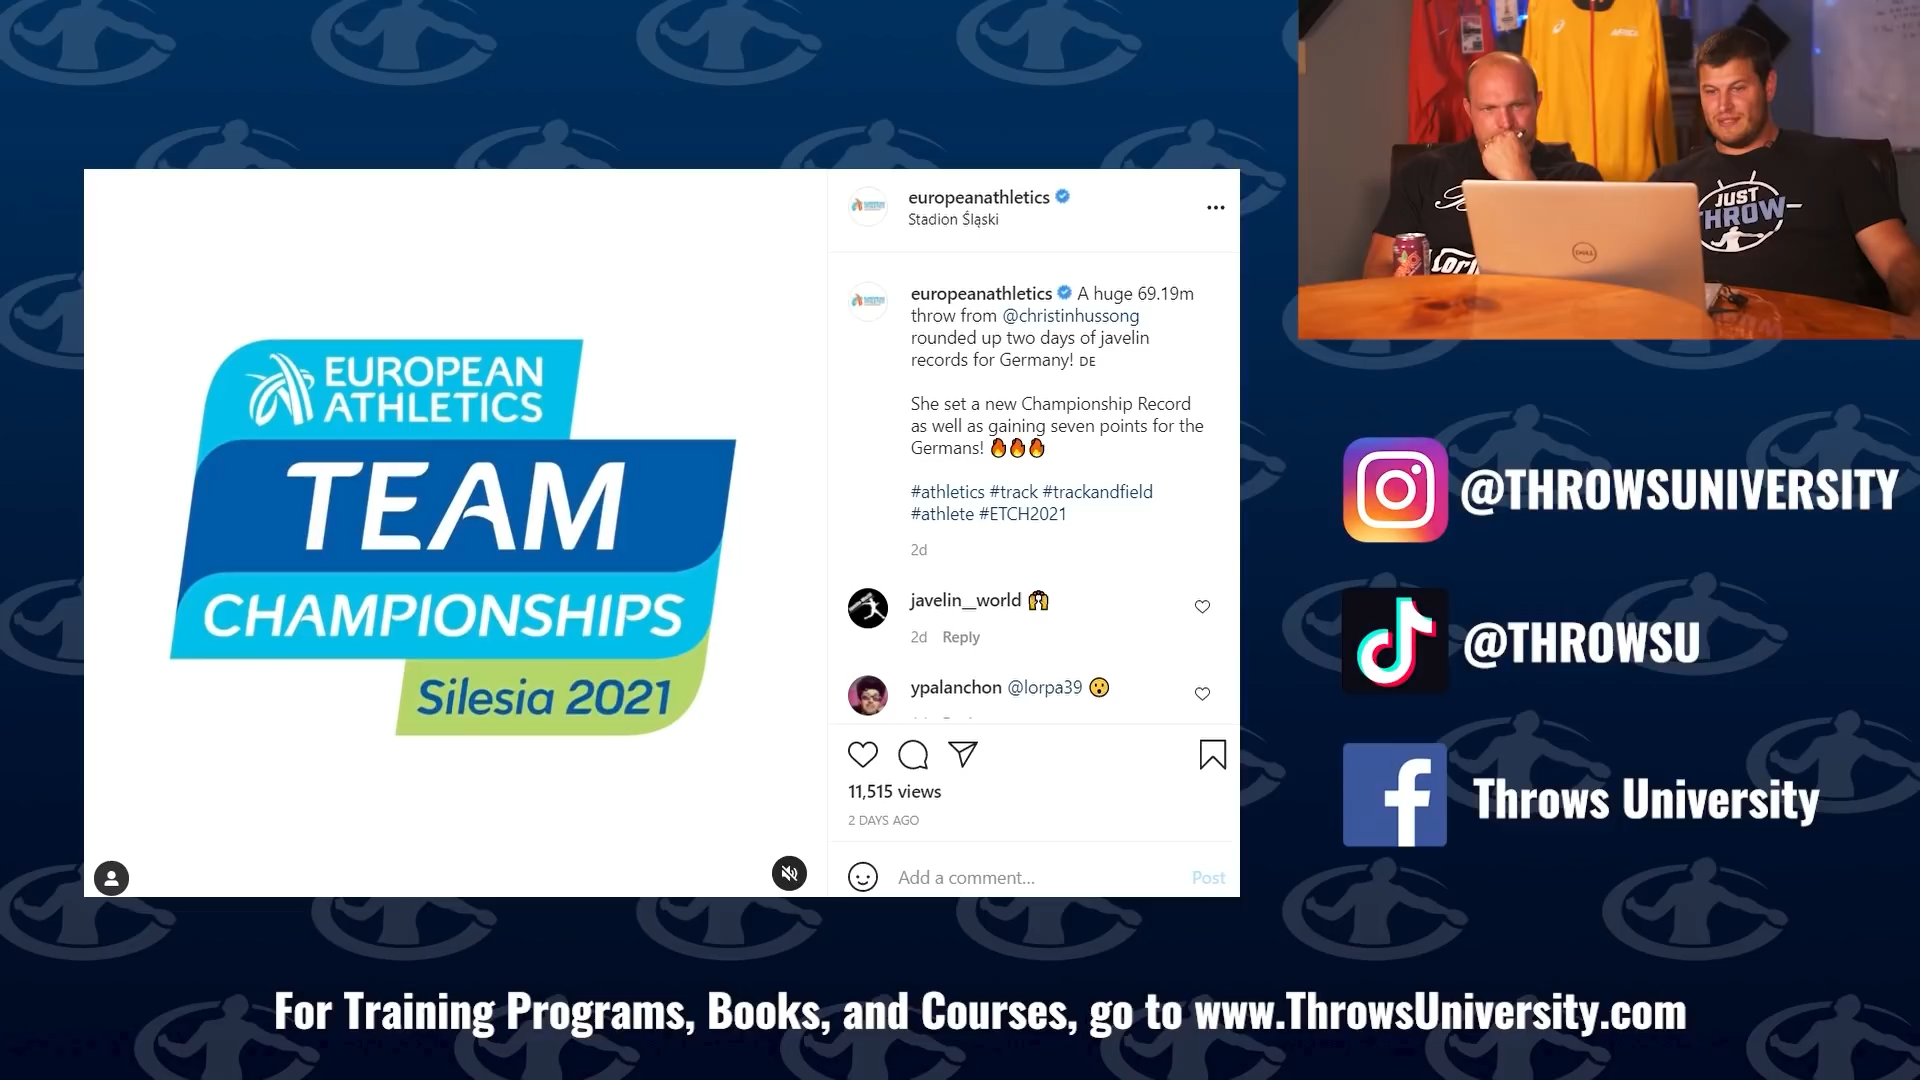 EUROPEAN
ATHLETICS
TEAM
CHAMPIONSHIPS
Silesia 2021
europeanathletics
Stadion Śląski
europeanathletics A huge 69.19m
throw from @christinhussong
rounded up two days of javelin
records for Germany! DE
She set a new Championship Record
as well as gaining seven points for the
Germans! 🔥🔥🔥
#athletics #track #trackandfield
#athlete #ETCH2021
2d
javelin__world 🙌
2d Reply
ypalanchon @lorpa39 😮
11,515 views
2 DAYS AGO
Add a comment... Post
JUST
THROW
DELL
@THROWSUNIVERSITY
@THROWSU
Throws University
For Training Programs, Books, and Courses, go to www.ThrowsUniversity.com